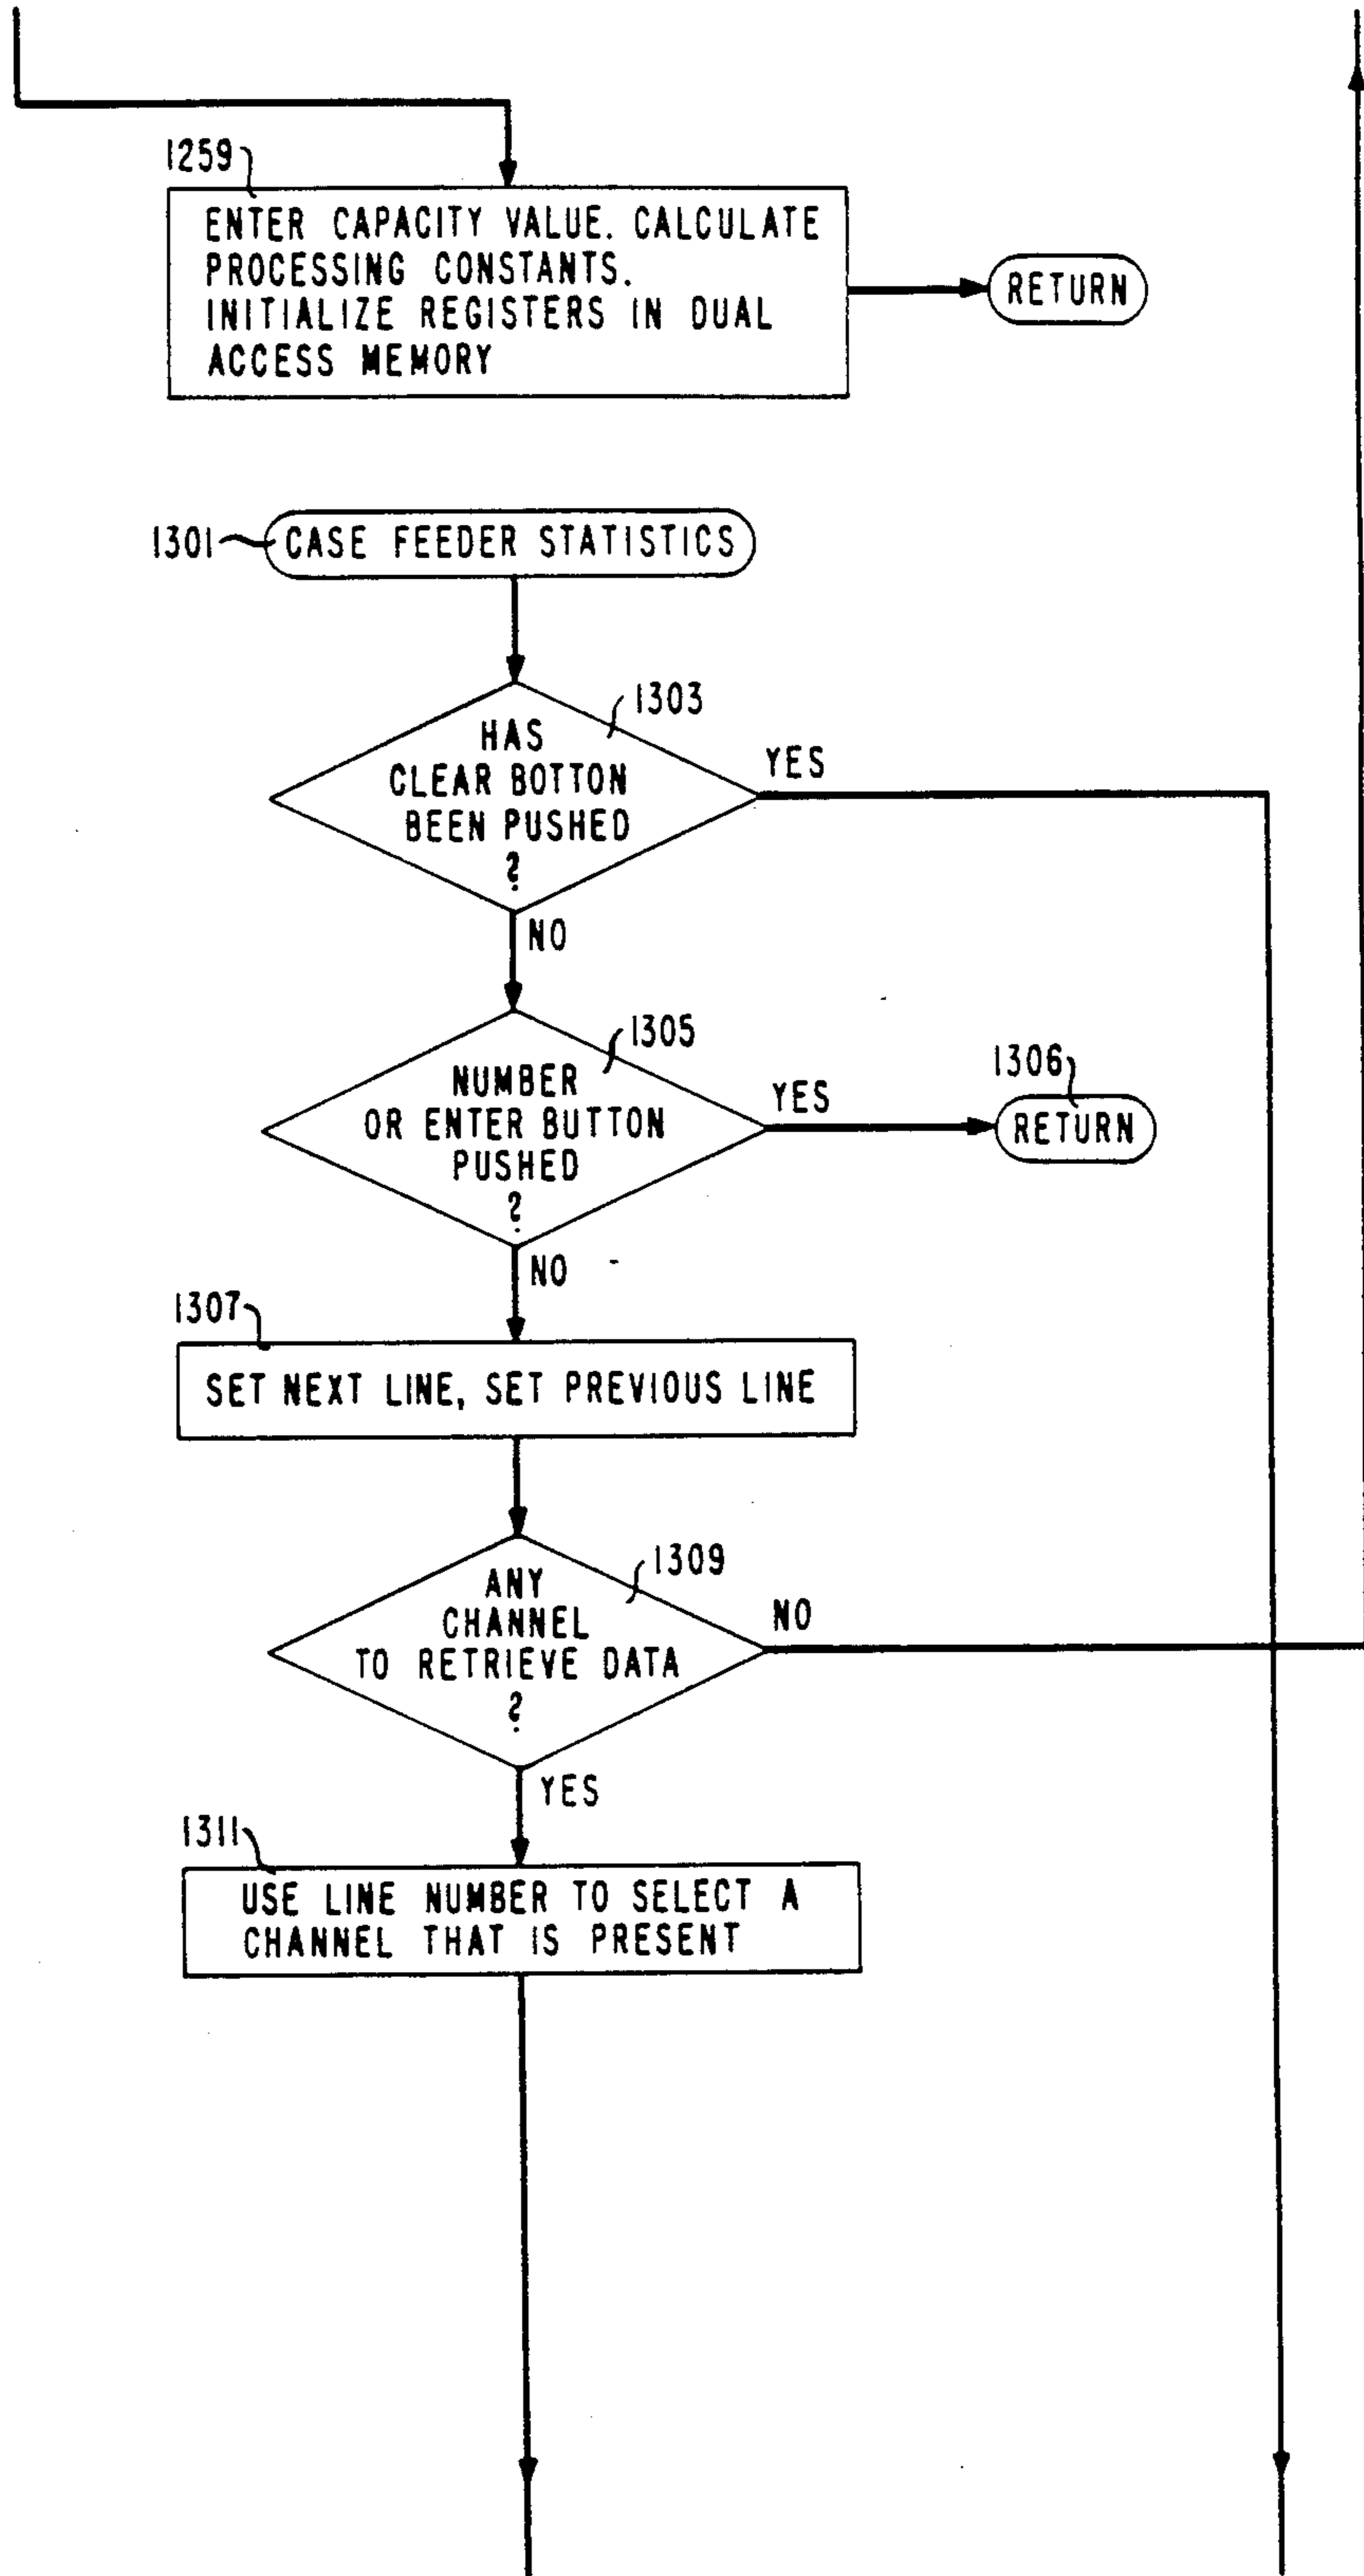 1259
ENTER CAPACITY VALUE. CALCULATE
PROCESSING CONSTANTS.
INITIALIZE REGISTERS IN DUAL
ACCESS MEMORY
RETURN
1301
CASE FEEDER STATISTICS
1303
HAS
CLEAR BOTTON
BEEN PUSHED
?
YES
NO
1305
NUMBER
OR ENTER BUTTON
PUSHED
?
YES
1306
RETURN
NO
1307
SET NEXT LINE, SET PREVIOUS LINE
1309
ANY
CHANNEL
TO RETRIEVE DATA
?
NO
YES
1311
USE LINE NUMBER TO SELECT A
CHANNEL THAT IS PRESENT